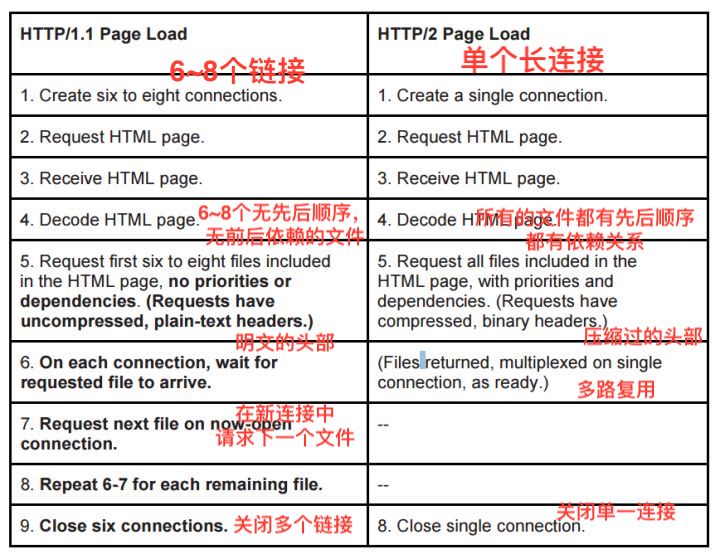 HTTP/1.1 Page Load
6~8个链接
HTTP/2 Page Load
单个长连接
1. Create six to eight connections.
1. Create a single connection.
2. Request HTML page.
2. Request HTML page.
3. Receive HTML page.
3. Receive HTML page.
4. Decode HTML page.
6~8个无先后顺序,
无前后依赖的文件
4. Decode HTML page.
所有的文件都有先后顺序
都有依赖关系
5. Request first six to eight files included
in the HTML page, no priorities or
dependencies. (Requests have
uncompressed, plain-text headers.)
明文的头部
5. Request all files included in the
HTML page, with priorities and
dependencies. (Requests have
compressed, binary headers.)
压缩过的头部
6. On each connection, wait for
requested file to arrive.
(Files returned, multiplexed on single
connection, as ready.)
多路复用
7. Request next file on now-open
connection.
在新连接中
请求下一个文件
--
8. Repeat 6-7 for each remaining file.
--
9. Close six connections.
关闭多个链接
8. Close single connection.
关闭单一连接